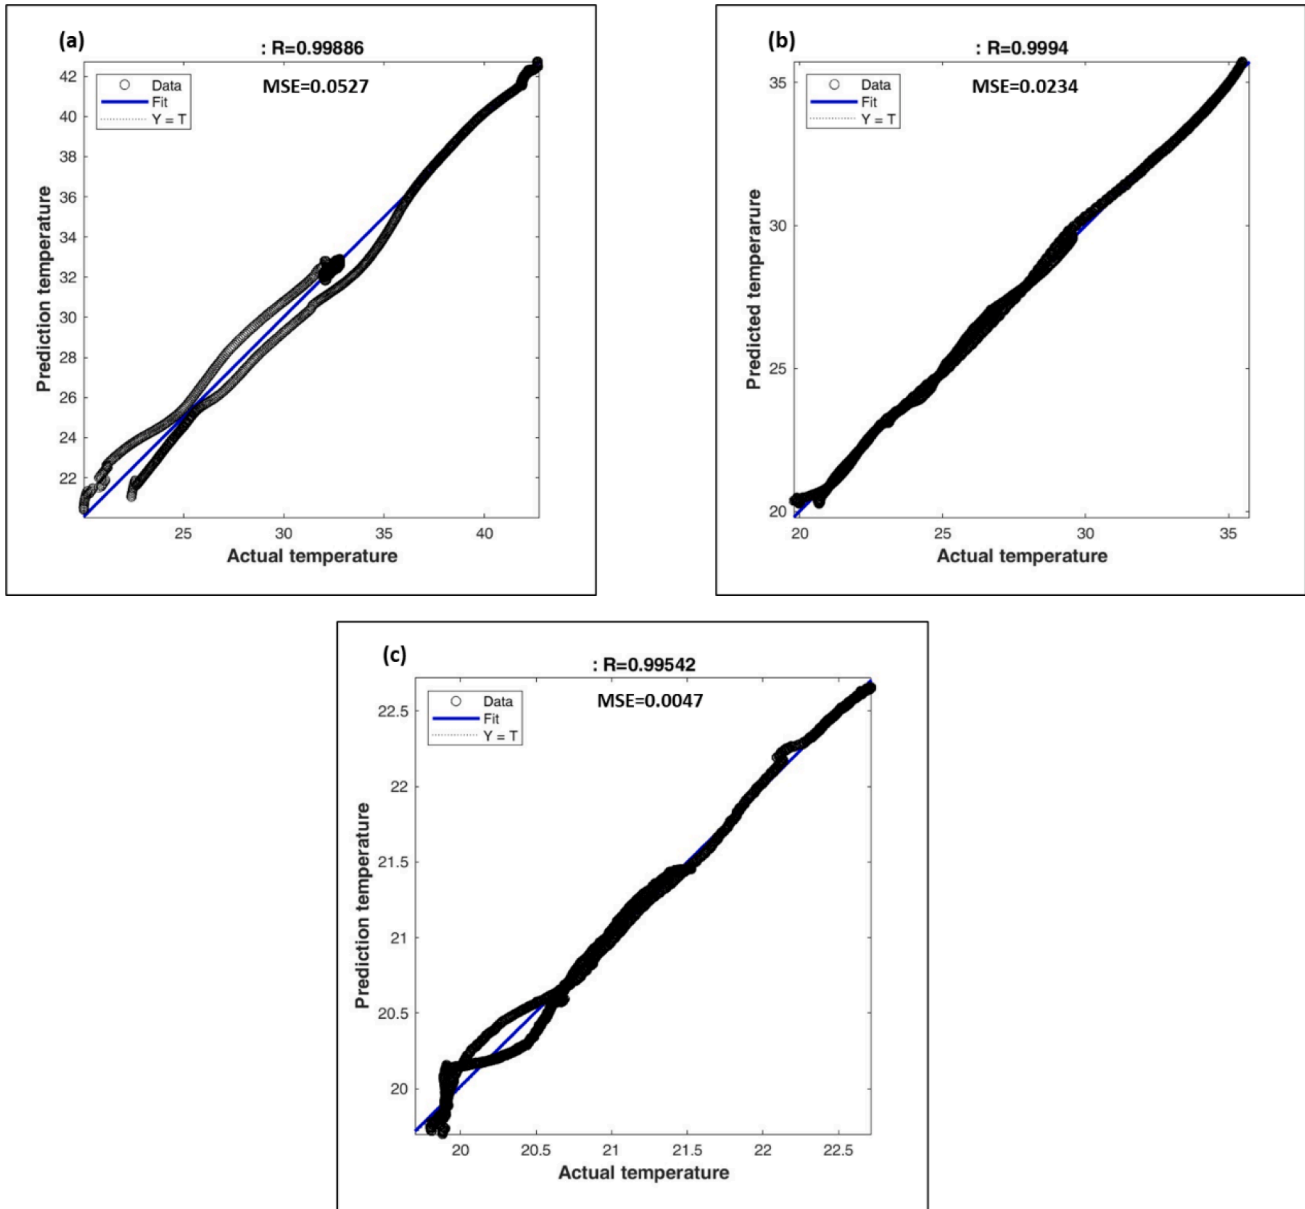 (a)
: R=0.99886
MSE=0.0527
Data
Fit
Y = T
42
40
38
36
34
32
30
28
26
24
22
25
30
35
40
Prediction temperature
Actual temperature
(b)
: R=0.9994
MSE=0.0234
Data
Fit
Y = T
35
30
25
20
20
25
30
35
Predicted temperarure
Actual temperature
(c)
: R=0.99542
MSE=0.0047
Data
Fit
Y = T
22.5
22
21.5
21
20.5
20
20
20.5
21
21.5
22
22.5
Prediction temperature
Actual temperature